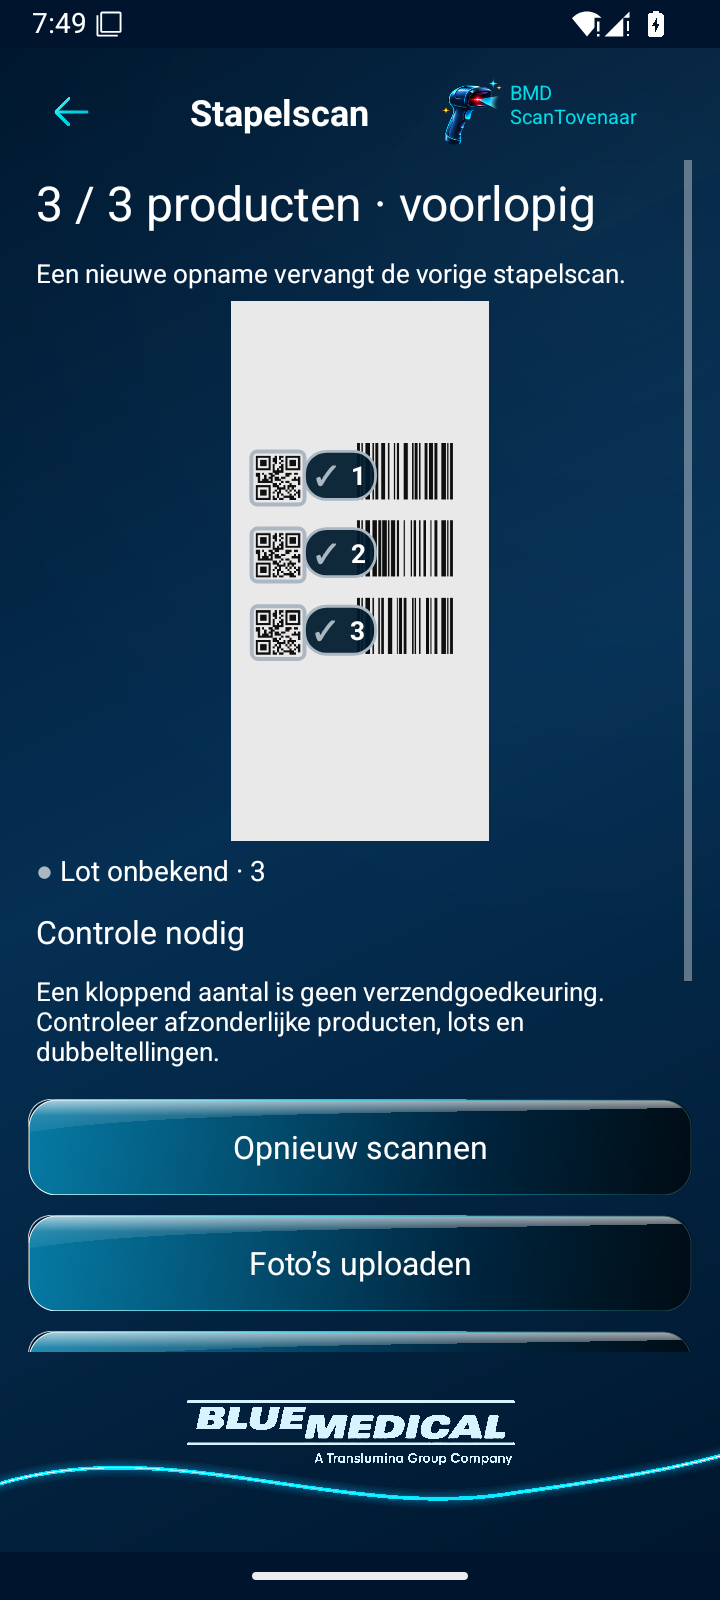 7:49
Stapelscan
BMD
ScanTovenaar
3 / 3 producten · voorlopig
Een nieuwe opname vervangt de vorige stapelscan.
✓ 1
✓ 2
✓ 3
Lot onbekend · 3
Controle nodig
Een kloppend aantal is geen verzendgoedkeuring.
Controleer afzonderlijke producten, lots en
dubbeltellingen.
Opnieuw scannen
Foto’s uploaden
BLUEMEDICAL
A Translumina Group Company